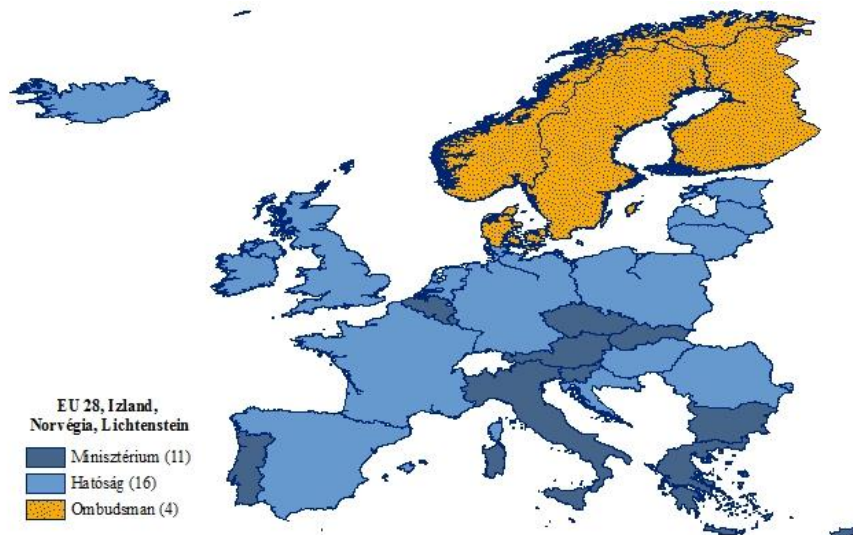 EU 28, Izland,
Norvégia, Lichtenstein
Minisztérium (11)
Hatóság (16)
Ombudsman (4)